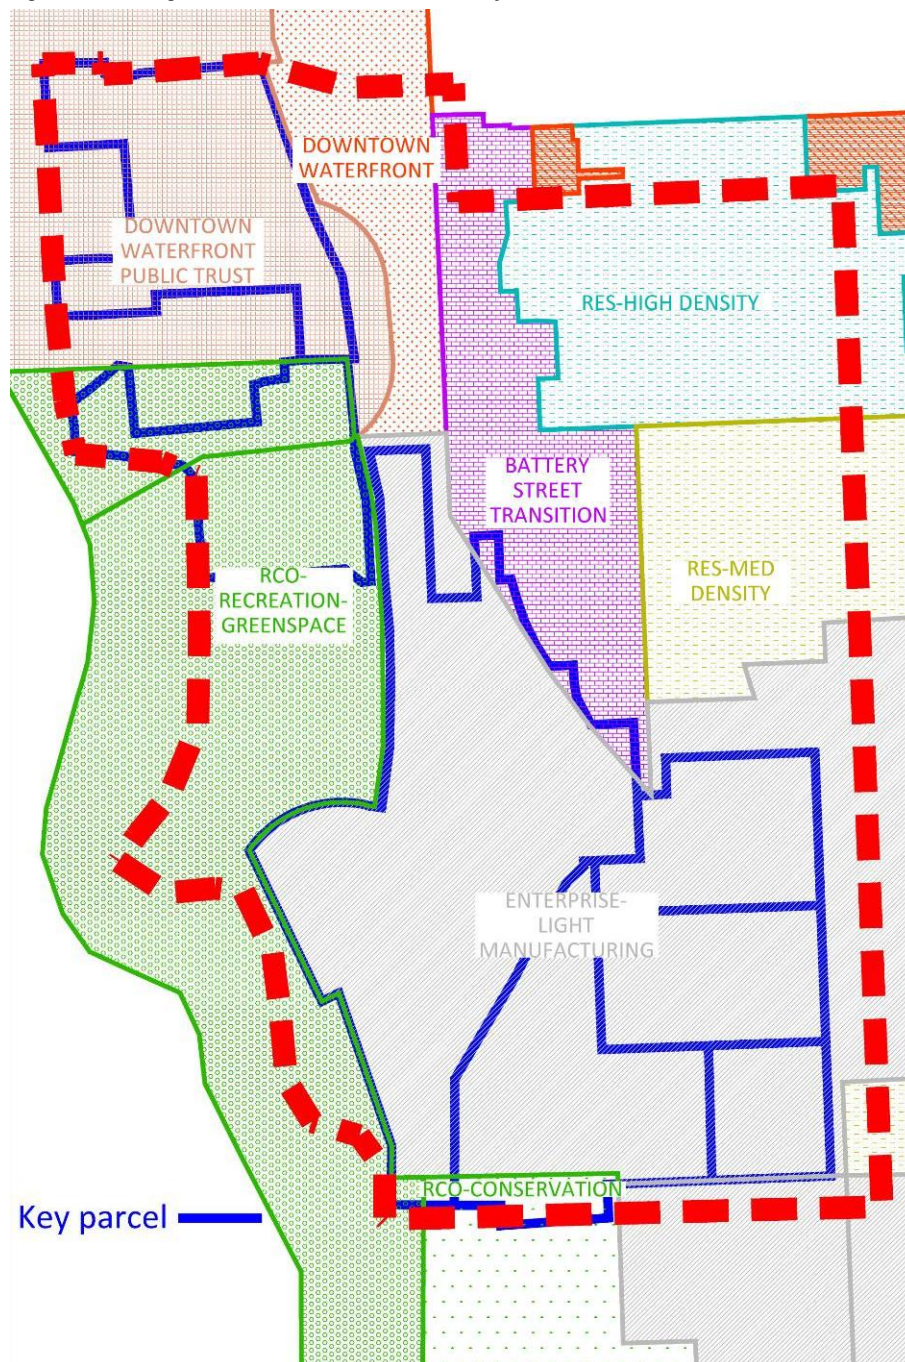 DOWNTOWN
WATERFRONT
DOWNTOWN
WATERFRONT
PUBLIC TRUST
RES-HIGH DENSITY
BATTERY
STREET
TRANSITION
RES-MED
DENSITY
RCO-
RECREATION-
GREENSPACE
ENTERPRISE-
LIGHT
MANUFACTURING
RCO-CONSERVATION
Key parcel